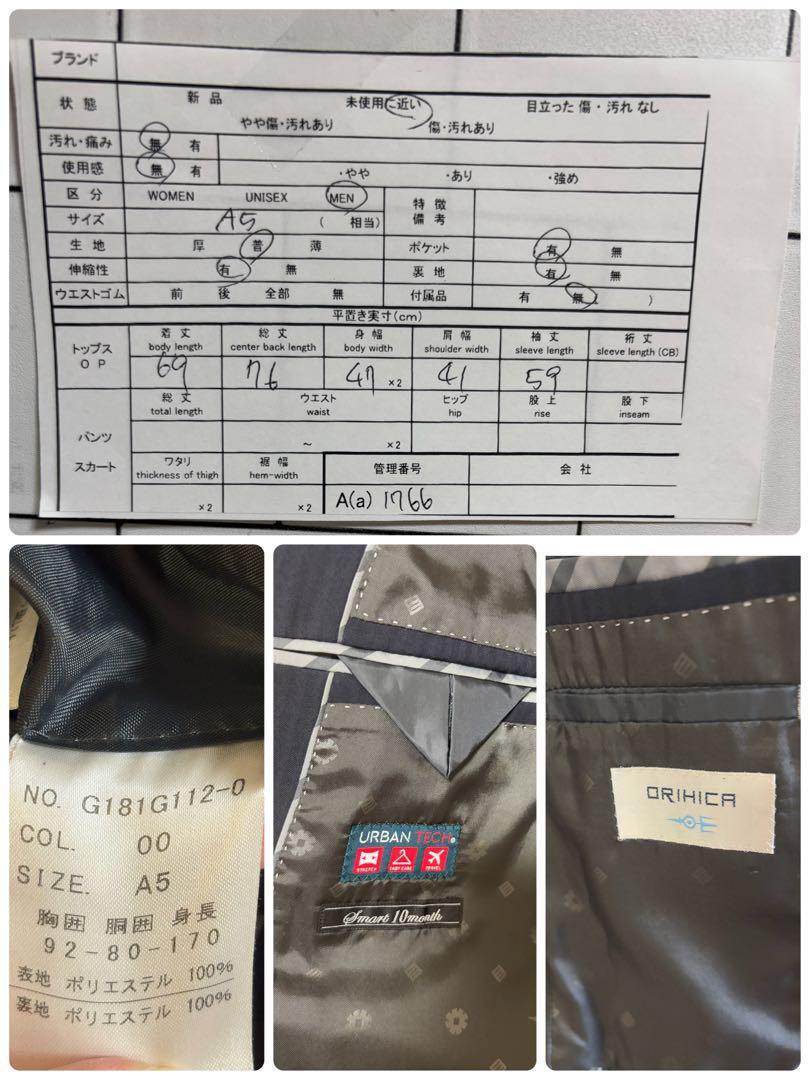 ブランド
状態 新品 未使用に近い 目立った傷・汚れなし
やや傷・汚れあり 傷・汚れあり
汚れ・痛み 無 有
使用感 無 有 ・やや ・あり ・強め
区分 WOMEN UNISEX MEN 特徴 備考
サイズ A5 ( 相当)
生地 厚 普 薄 ポケット 有 無
伸縮性 有 無 裏地 有 無
ウエストゴム 前 後 全部 無 付属品 有 無( )
平置き実寸(cm)
トップス OP
着丈 総丈 身幅 肩幅 袖丈 裄丈
body length center back length body width shoulder width sleeve length sleeve length (CB)
69 76 47 ×2 41 59
総丈 ウエスト ヒップ 股上 股下
total length waist hip rise inseam
パンツ ～ ×2
スカート ワタリ 裾幅 管理番号 会社
thickness of thigh hem-width
×2 ×2 A(a) 1766
NO. G181G112-0
COL. 00
SIZE. A5
胸囲 胴囲 身長
92-80-170
表地 ポリエステル 100%
裏地 ポリエステル 100%
URBAN TECH.
STRETCH EASY CARE TRAVEL
Smart 10month
ORIHICA